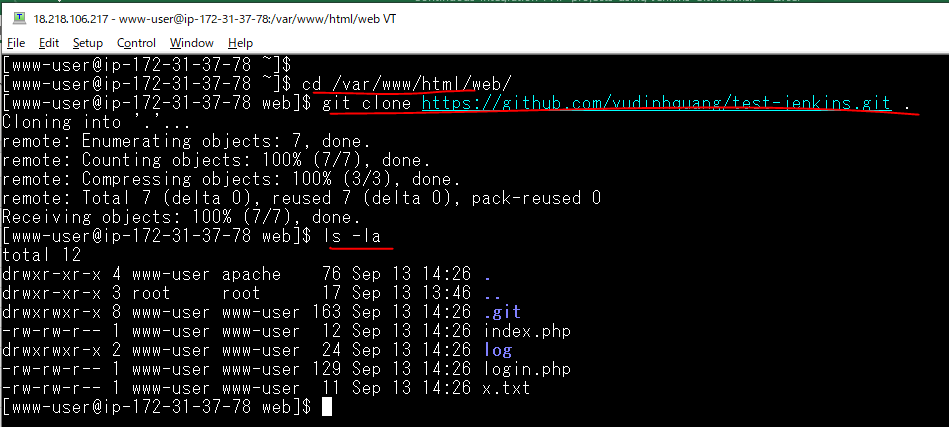 18.218.106.217 - www-user@ip-172-31-37-78:/var/www/html/web VT
File Edit Setup Control Window Help
[www-user@ip-172-31-37-78 ~]$
[www-user@ip-172-31-37-78 ~]$ cd /var/www/html/web/
[www-user@ip-172-31-37-78 web]$ git clone https://github.com/vudinhquang/test-jenkins.git .
Cloning into '.'...
remote: Enumerating objects: 7, done.
remote: Counting objects: 100% (7/7), done.
remote: Compressing objects: 100% (3/3), done.
remote: Total 7 (delta 0), reused 7 (delta 0), pack-reused 0
Receiving objects: 100% (7/7), done.
[www-user@ip-172-31-37-78 web]$ ls -la
total 12
drwxr-xr-x 4 www-user apache 76 Sep 13 14:26 .
drwxr-xr-x 3 root root 17 Sep 13 13:46 ..
drwxrwxr-x 8 www-user www-user 163 Sep 13 14:26 .git
-rw-rw-r-- 1 www-user www-user 12 Sep 13 14:26 index.php
drwxrwxr-x 2 www-user www-user 24 Sep 13 14:26 log
-rw-rw-r-- 1 www-user www-user 129 Sep 13 14:26 login.php
-rw-rw-r-- 1 www-user www-user 11 Sep 13 14:26 x.txt
[www-user@ip-172-31-37-78 web]$